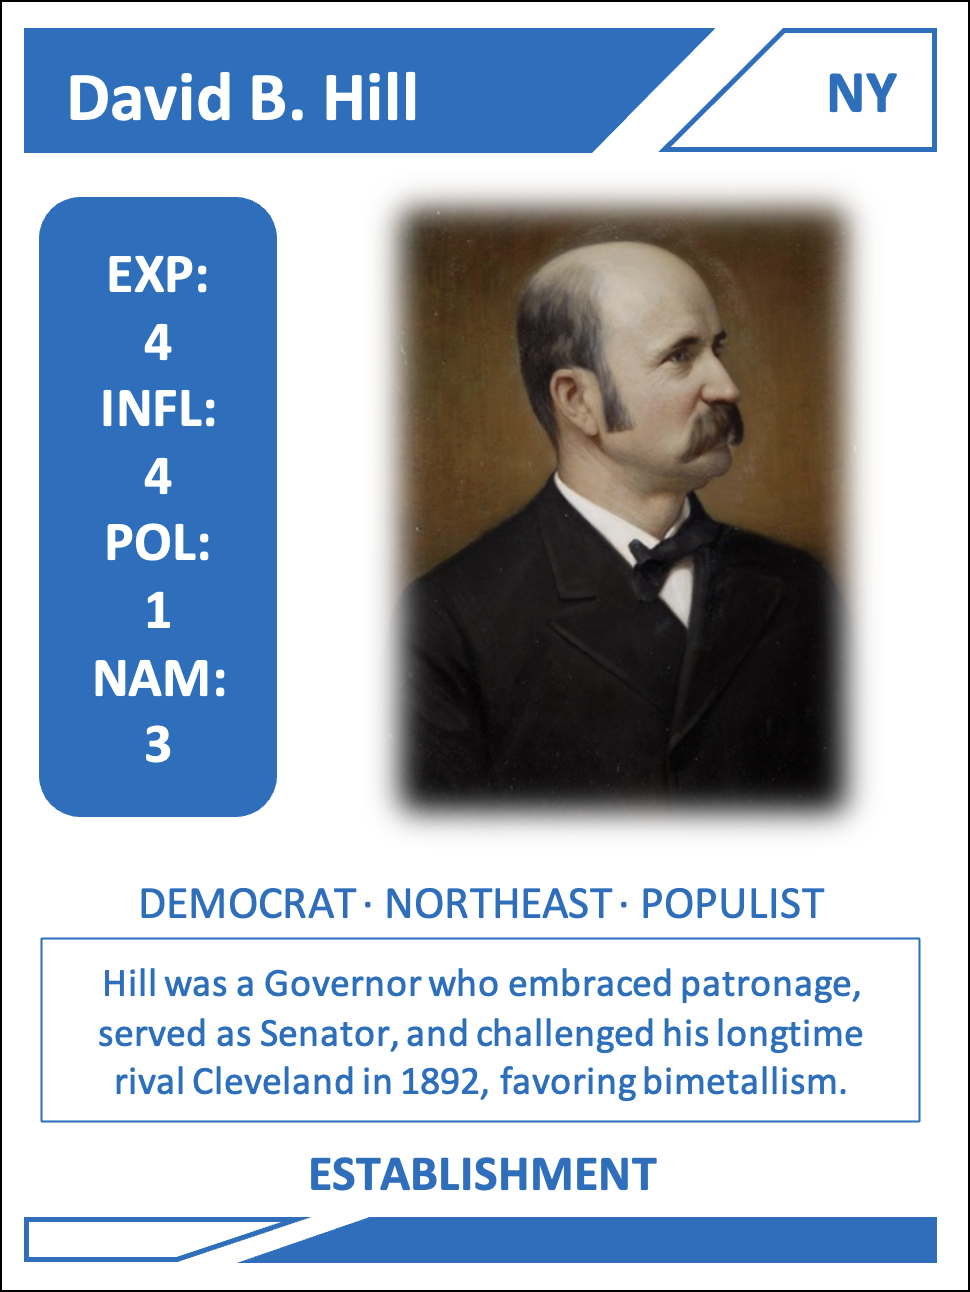 David B. Hill
NY
EXP:
4
INFL:
4
POL:
1
NAM:
3
DEMOCRAT · NORTHEAST · POPULIST
Hill was a Governor who embraced patronage,
served as Senator, and challenged his longtime
rival Cleveland in 1892, favoring bimetallism.
ESTABLISHMENT